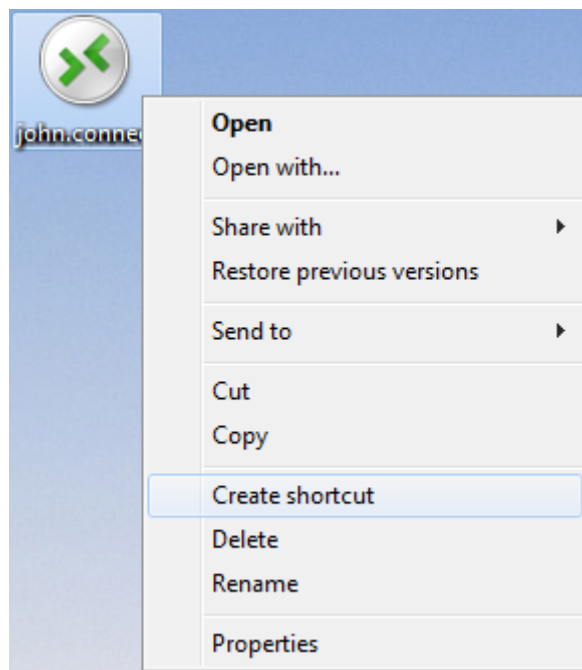 john.conne
Open
Open with...
Share with
Restore previous versions
Send to
Cut
Copy
Create shortcut
Delete
Rename
Properties